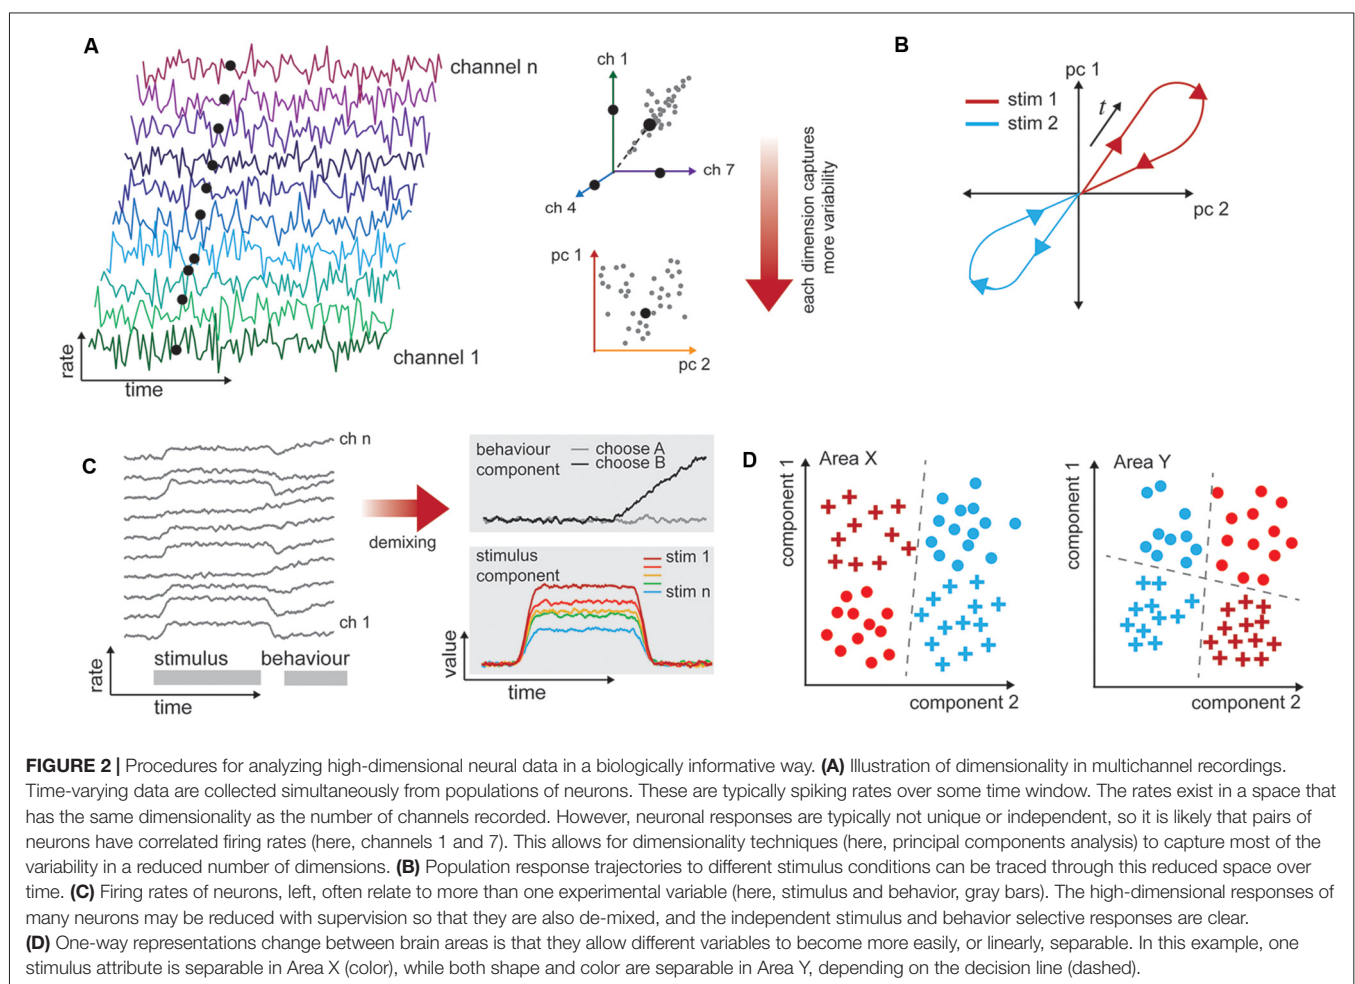 A
channel n
channel 1
rate
time
ch 1
ch 7
ch 4
pc 1
pc 2
each dimension captures
more variability
B
stim 1
stim 2
t
pc 1
pc 2
C
ch n
ch 1
rate
stimulus
behaviour
time
demixing
behaviour
component
choose A
choose B
stimulus
component
stim 1
stim n
value
time
D
Area X
component 1
component 2
Area Y
component 1
component 2
FIGURE 2 | Procedures for analyzing high-dimensional neural data in a biologically informative way. (A) Illustration of dimensionality in multichannel recordings.
Time-varying data are collected simultaneously from populations of neurons. These are typically spiking rates over some time window. The rates exist in a space that
has the same dimensionality as the number of channels recorded. However, neuronal responses are typically not unique or independent, so it is likely that pairs of
neurons have correlated firing rates (here, channels 1 and 7). This allows for dimensionality techniques (here, principal components analysis) to capture most of the
variability in a reduced number of dimensions. (B) Population response trajectories to different stimulus conditions can be traced through this reduced space over
time. (C) Firing rates of neurons, left, often relate to more than one experimental variable (here, stimulus and behavior, gray bars). The high-dimensional responses of
many neurons may be reduced with supervision so that they are also de-mixed, and the independent stimulus and behavior selective responses are clear.
(D) One-way representations change between brain areas is that they allow different variables to become more easily, or linearly, separable. In this example, one
stimulus attribute is separable in Area X (color), while both shape and color are separable in Area Y, depending on the decision line (dashed).